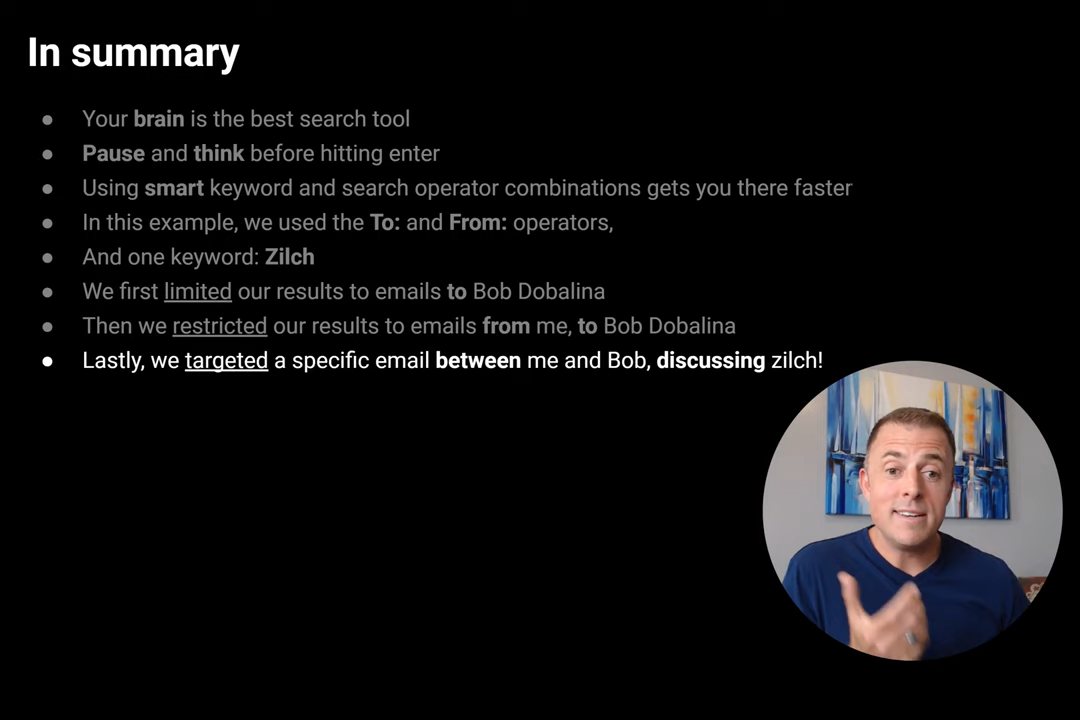 In summary
● Your brain is the best search tool
● Pause and think before hitting enter
● Using smart keyword and search operator combinations gets you there faster
● In this example, we used the To: and From: operators,
● And one keyword: Zilch
● We first limited our results to emails to Bob Dobalina
● Then we restricted our results to emails from me, to Bob Dobalina
● Lastly, we targeted a specific email between me and Bob, discussing zilch!